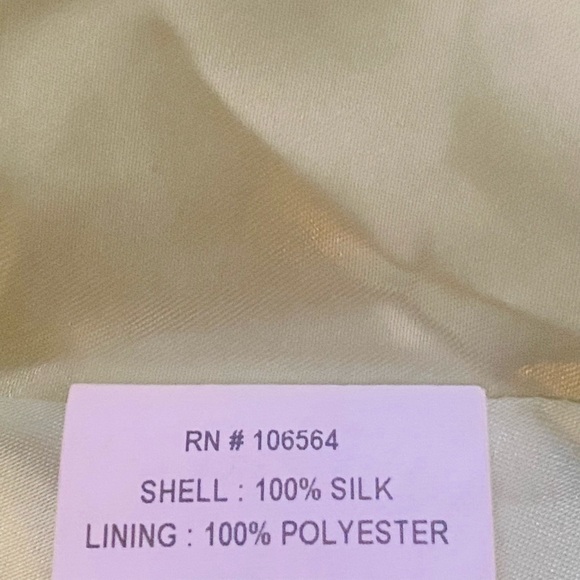 RN # 106564
SHELL : 100% SILK
LINING : 100% POLYESTER